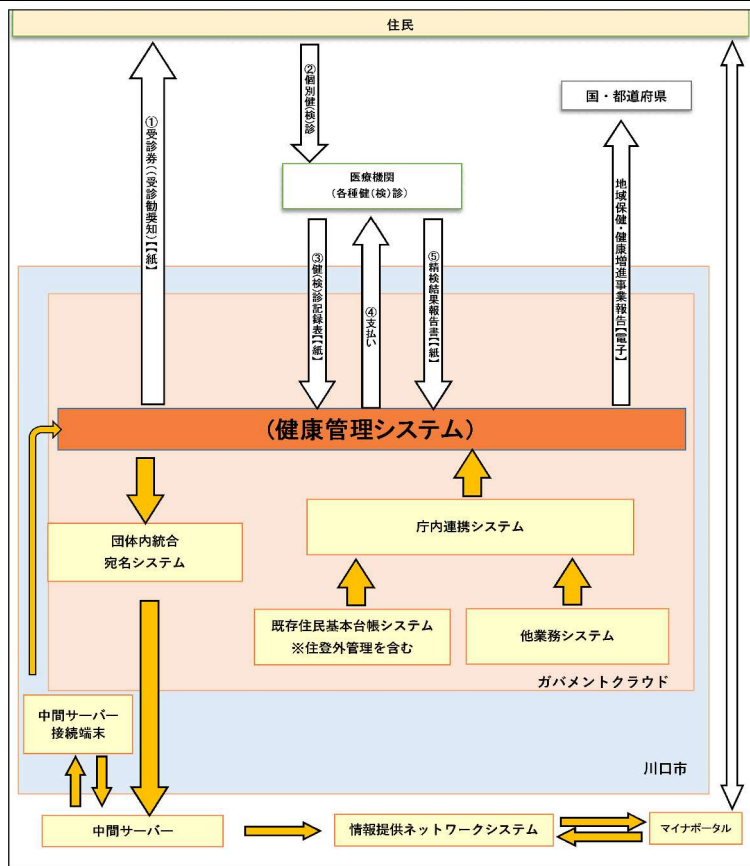 住民
①受診券((受診勧奨知)【紙】
②個別健(検)診
国・都道府県
医療機関
(各種健(検)診)
③健(検)診記録表【紙】
④支払い
⑤精検結果報告書【紙】
地域保健・健康増進事業報告【電子】
(健康管理システム)
団体内統合
宛名システム
庁内連携システム
既存住民基本台帳システム
※住登外管理を含む
他業務システム
ガバメントクラウド
中間サーバー
接続端末
川口市
中間サーバー
情報提供ネットワークシステム
マイナポータル